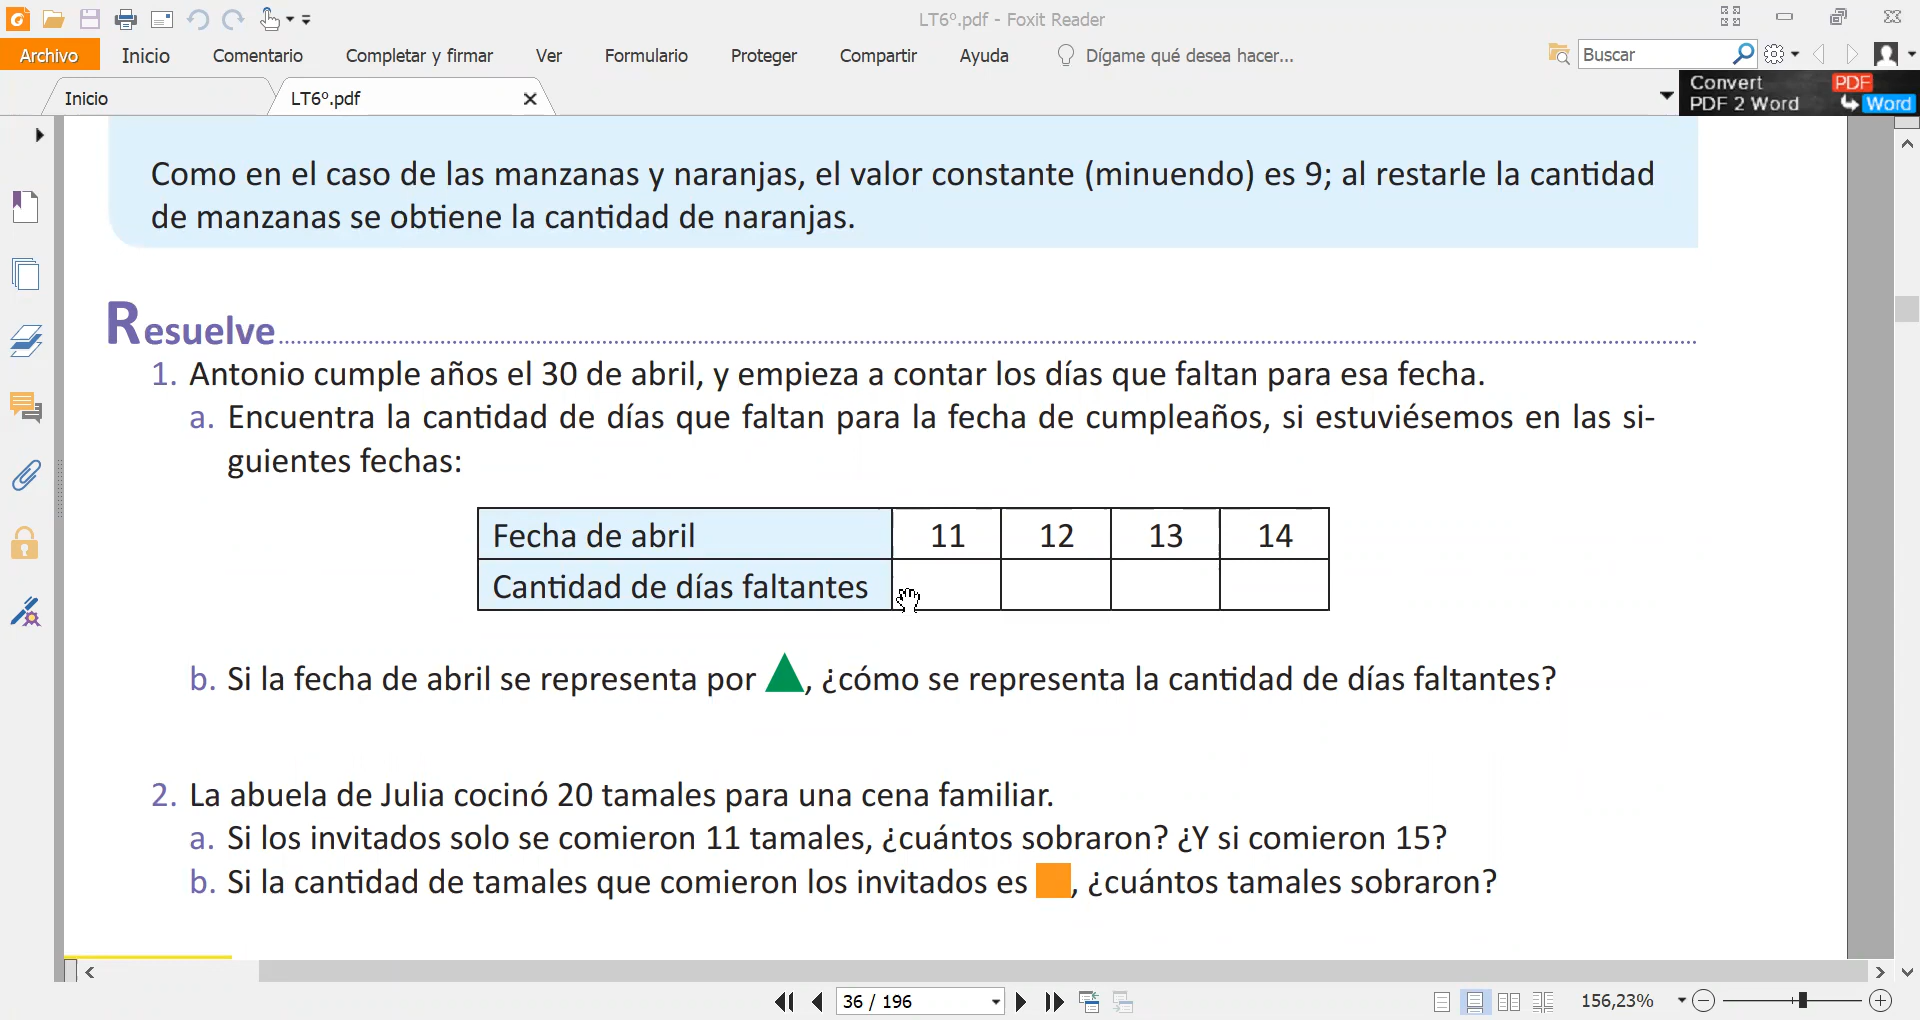 LT6º.pdf - Foxit Reader
Archivo Inicio Comentario Completar y firmar Ver Formulario Proteger Compartir Ayuda Dígame qué desea hacer... Buscar
Inicio LT6º.pdf
Convert PDF
PDF 2 Word Word
Como en el caso de las manzanas y naranjas, el valor constante (minuendo) es 9; al restarle la cantidad
de manzanas se obtiene la cantidad de naranjas.
Resuelve
1. Antonio cumple años el 30 de abril, y empieza a contar los días que faltan para esa fecha.
a. Encuentra la cantidad de días que faltan para la fecha de cumpleaños, si estuviésemos en las si-
guientes fechas:
Fecha de abril 11 12 13 14
Cantidad de días faltantes
b. Si la fecha de abril se representa por , ¿cómo se representa la cantidad de días faltantes?
2. La abuela de Julia cocinó 20 tamales para una cena familiar.
a. Si los invitados solo se comieron 11 tamales, ¿cuántos sobraron? ¿Y si comieron 15?
b. Si la cantidad de tamales que comieron los invitados es , ¿cuántos tamales sobraron?
36 / 196 156,23%